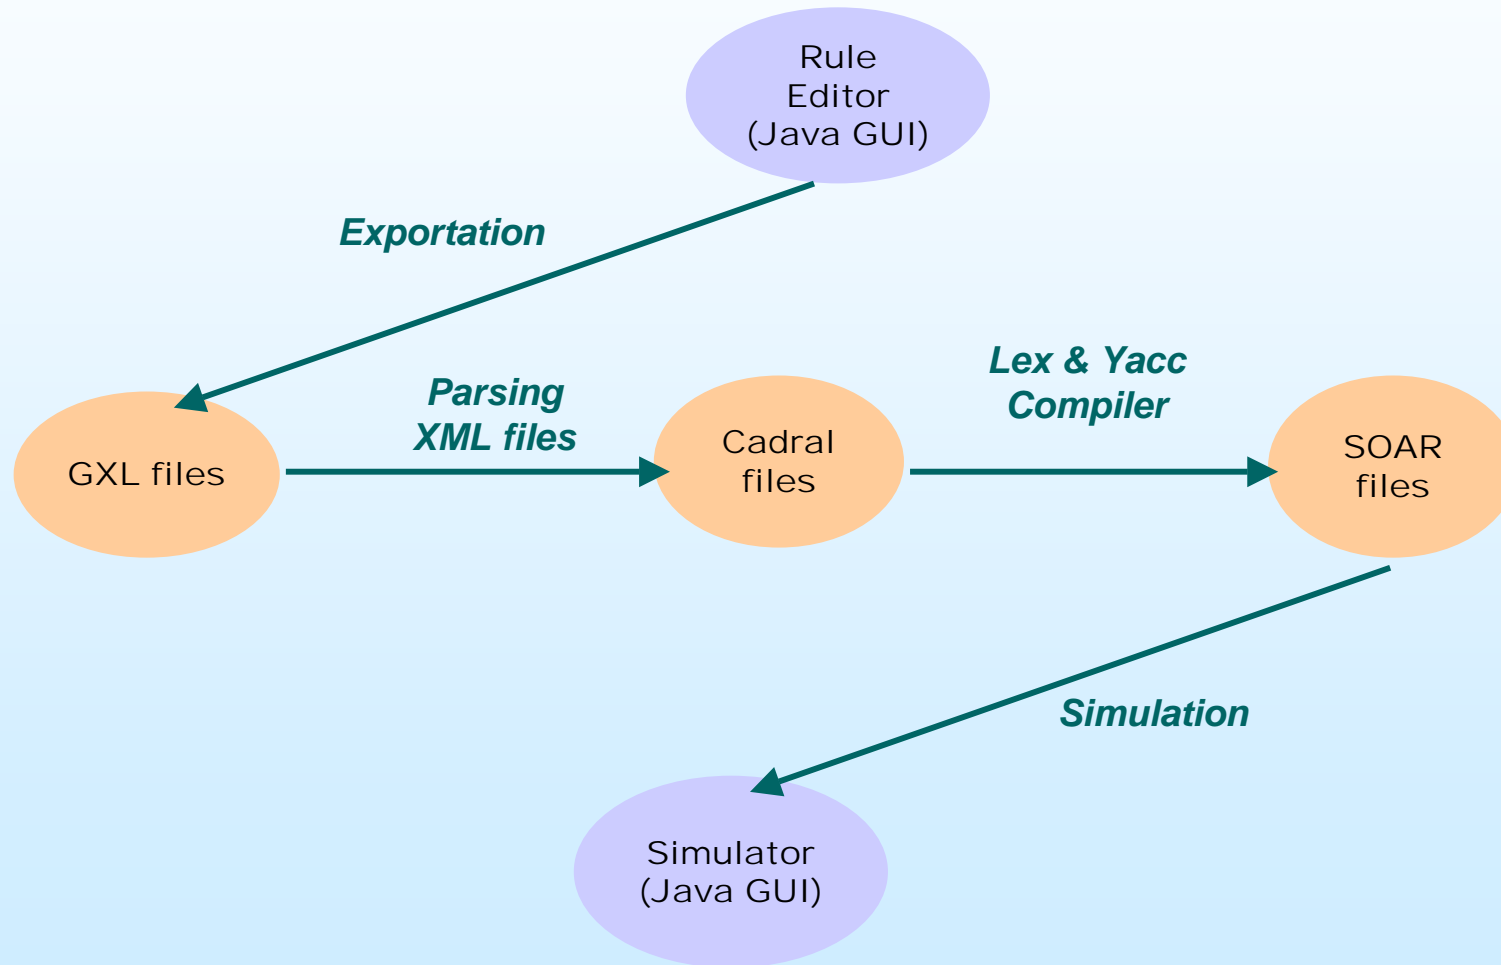 Rule
Editor
(Java GUI)
Exportation
Parsing
XML files
Lex & Yacc
Compiler
GXL files
Cadral
files
SOAR
files
Simulation
Simulator
(Java GUI)